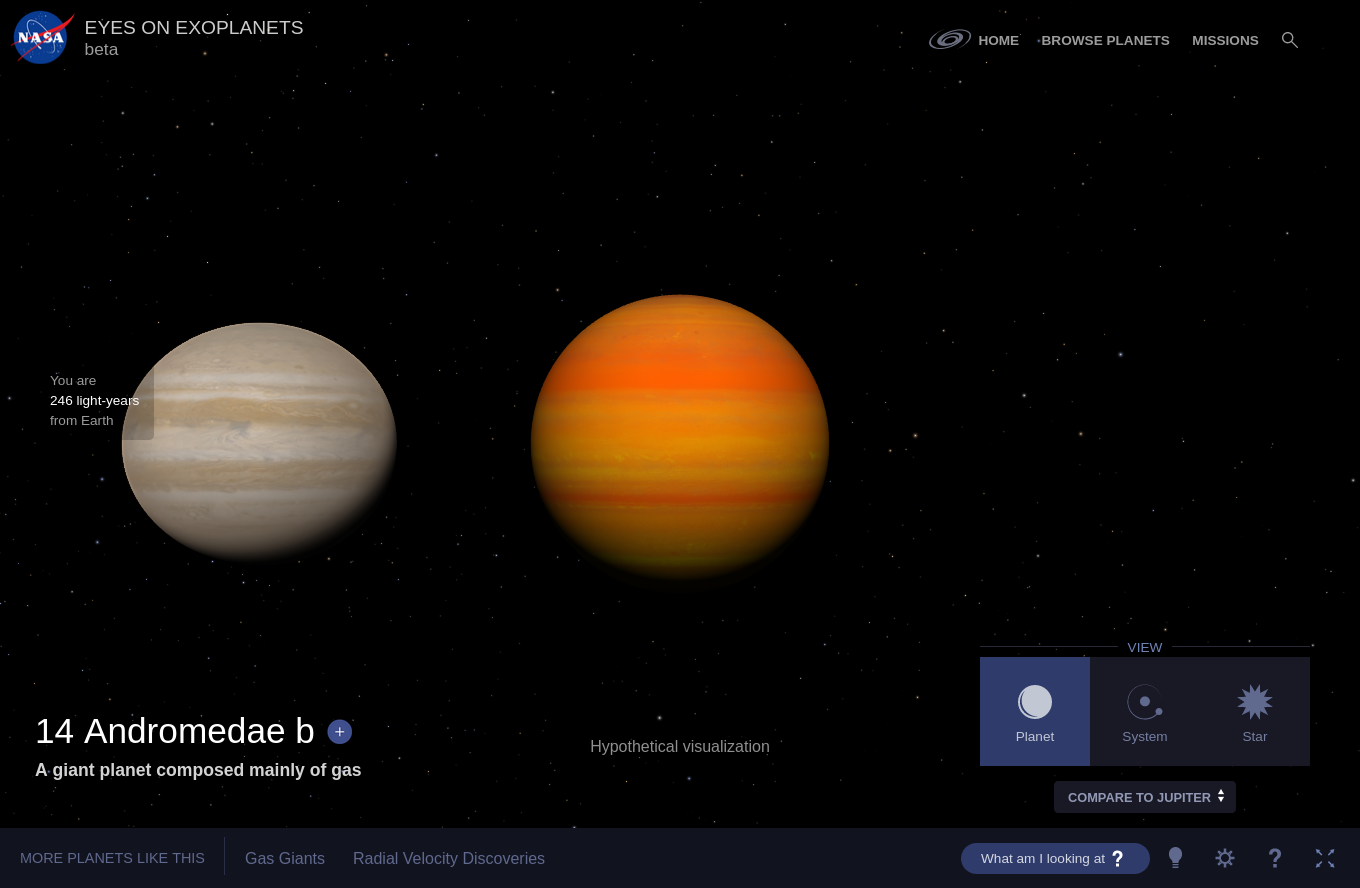 NASA
EYES ON EXOPLANETS
beta
HOME
BROWSE PLANETS
MISSIONS
You are
246 light-years
from Earth
VIEW
Planet
System
Star
14 Andromedae b +
A giant planet composed mainly of gas
Hypothetical visualization
COMPARE TO JUPITER
MORE PLANETS LIKE THIS
Gas Giants
Radial Velocity Discoveries
What am I looking at ?
?